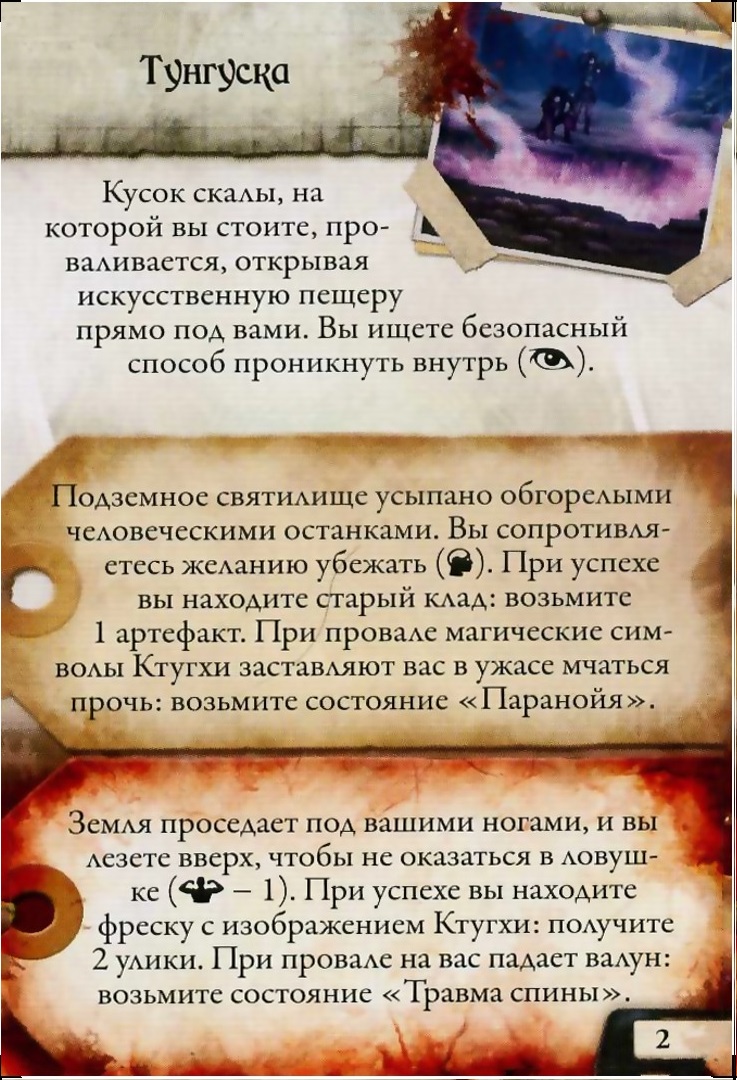 Тунгуска
Кусок скалы, на
которой вы стоите, про-
валивается, открывая
искусственную пещеру
прямо под вами. Вы ищете безопасный
способ проникнуть внутрь ( ).
Подземное святилище усыпано обгорелыми
человеческими останками. Вы сопротивля-
етесь желанию убежать ( ). При успехе
вы находите старый клад: возьмите
1 артефакт. При провале магические сим-
волы Ктугхи заставляют вас в ужасе мчаться
прочь: возьмите состояние «Паранойя».
Земля проседает под вашими ногами, и вы
лезете вверх, чтобы не оказаться в ловуш-
ке ( – 1). При успехе вы находите
фреску с изображением Ктугхи: получите
2 улики. При провале на вас падает валун:
возьмите состояние «Травма спины».
2